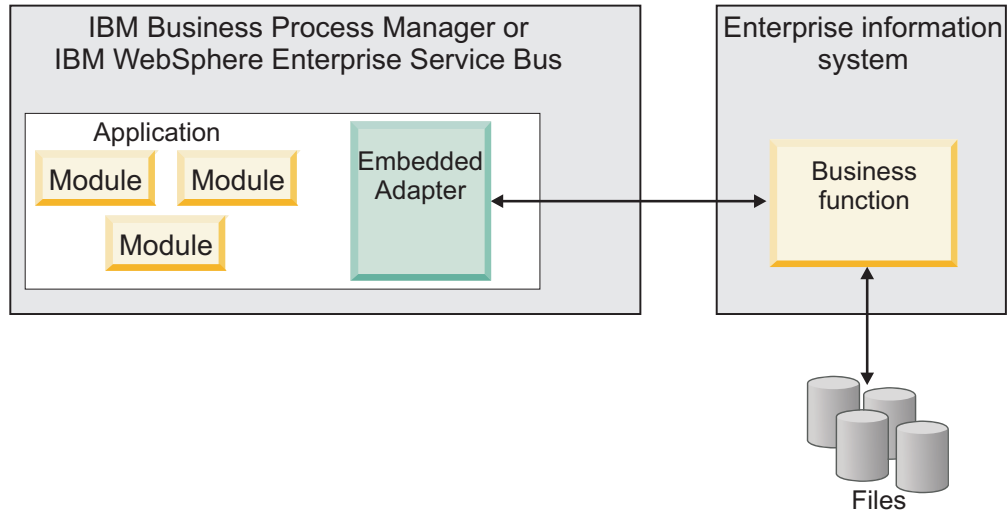 IBM Business Process Manager or
IBM WebSphere Enterprise Service Bus
Application
Module
Module
Module
Embedded
Adapter
Enterprise information
system
Business
function
Files